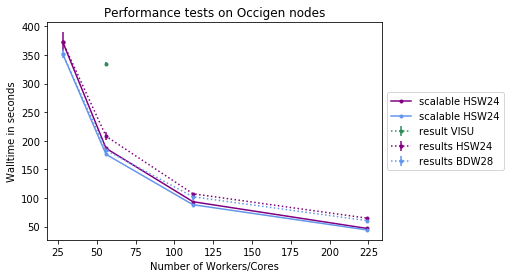 Performance tests on Occigen nodes
Walltime in seconds
400
350
300
250
200
150
100
50
25 50 75 100 125 150 175 200 225
Number of Workers/Cores
scalable HSW24
scalable HSW24
result VISU
results HSW24
results BDW28